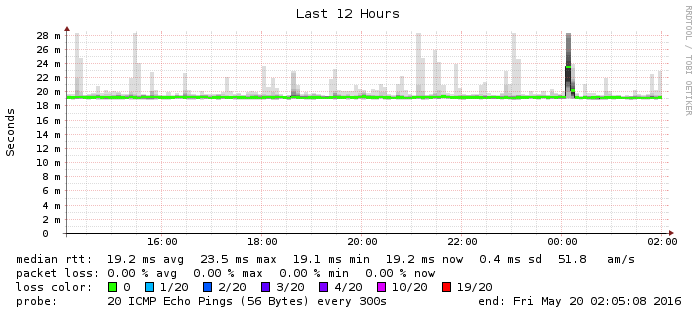 Last 12 Hours
RRDTOOL / TOBI OETIKER
Seconds
28 m
26 m
24 m
22 m
20 m
18 m
16 m
14 m
12 m
10 m
8 m
6 m
4 m
2 m
0
16:00 18:00 20:00 22:00 00:00 02:00
median rtt: 19.2 ms avg 23.5 ms max 19.1 ms min 19.2 ms now 0.4 ms sd 51.8 am/s
packet loss: 0.00 % avg 0.00 % max 0.00 % min 0.00 % now
loss color: 0 1/20 2/20 3/20 4/20 10/20 19/20
probe: 20 ICMP Echo Pings (56 Bytes) every 300s end: Fri May 20 02:05:08 2016